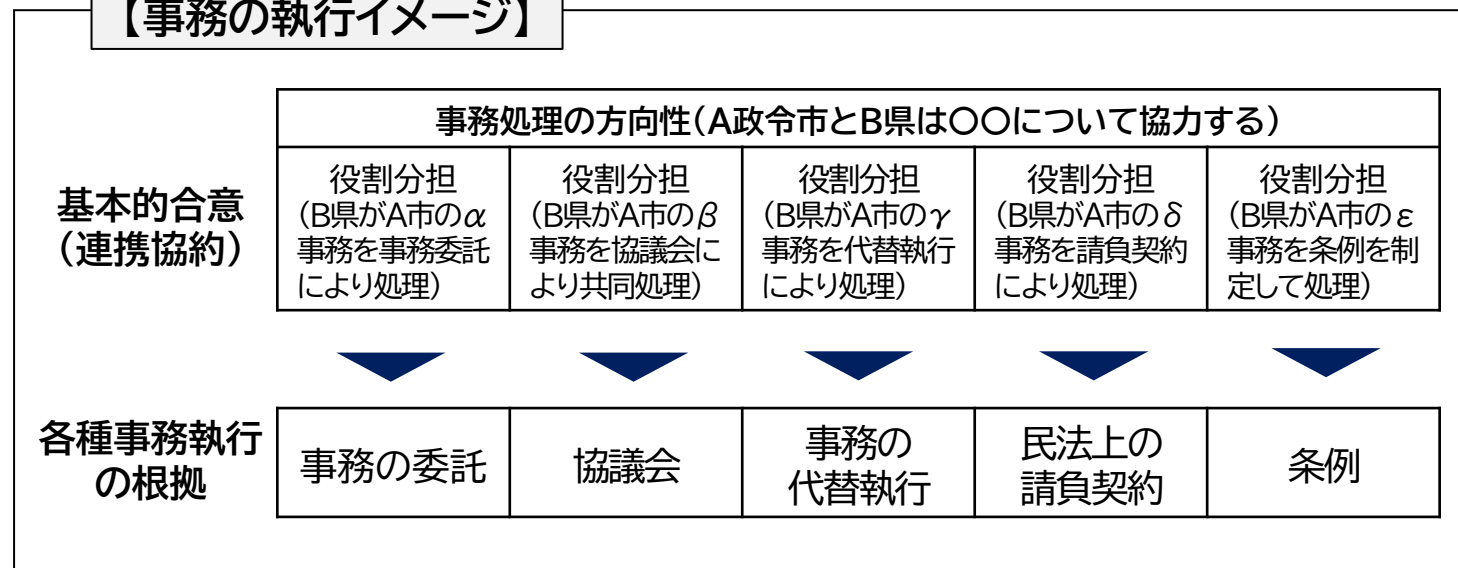 【事務の執行イメージ】
事務処理の方向性（A政令市とB県は〇〇について協力する）
基本的合意
（連携協約）
役割分担
（B県がA市のα
事務を事務委託
により処理）
役割分担
（B県がA市のβ
事務を協議会に
より共同処理）
役割分担
（B県がA市のγ
事務を代替執行
により処理）
役割分担
（B県がA市のδ
事務を請負契約
により処理）
役割分担
（B県がA市のε
事務を条例を制
定して処理）
各種事務執行
の根拠
事務の委託
協議会
事務の
代替執行
民法上の
請負契約
条例